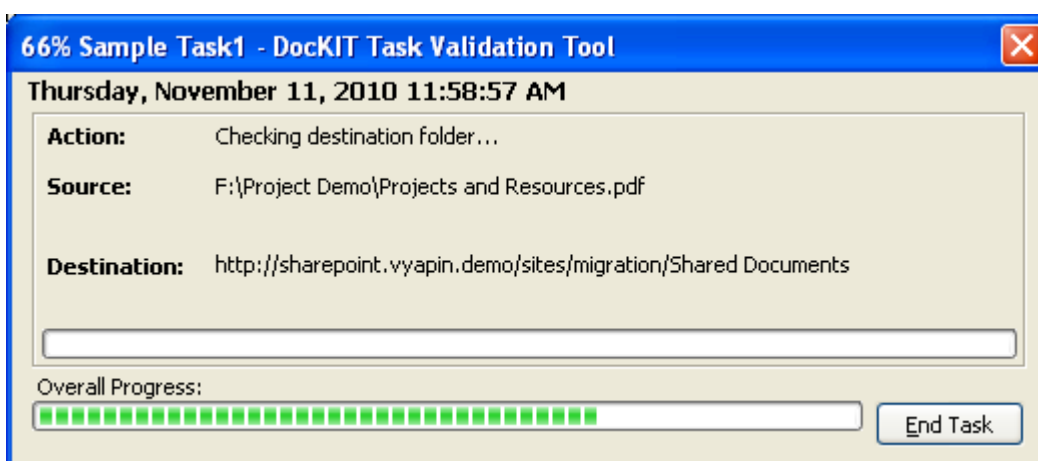 66% Sample Task1 - DocKIT Task Validation Tool
Thursday, November 11, 2010 11:58:57 AM
Action: Checking destination folder...
Source: F:\Project Demo\Projects and Resources.pdf
Destination: http://sharepoint.vyapin.demo/sites/migration/Shared Documents
Overall Progress:
End Task